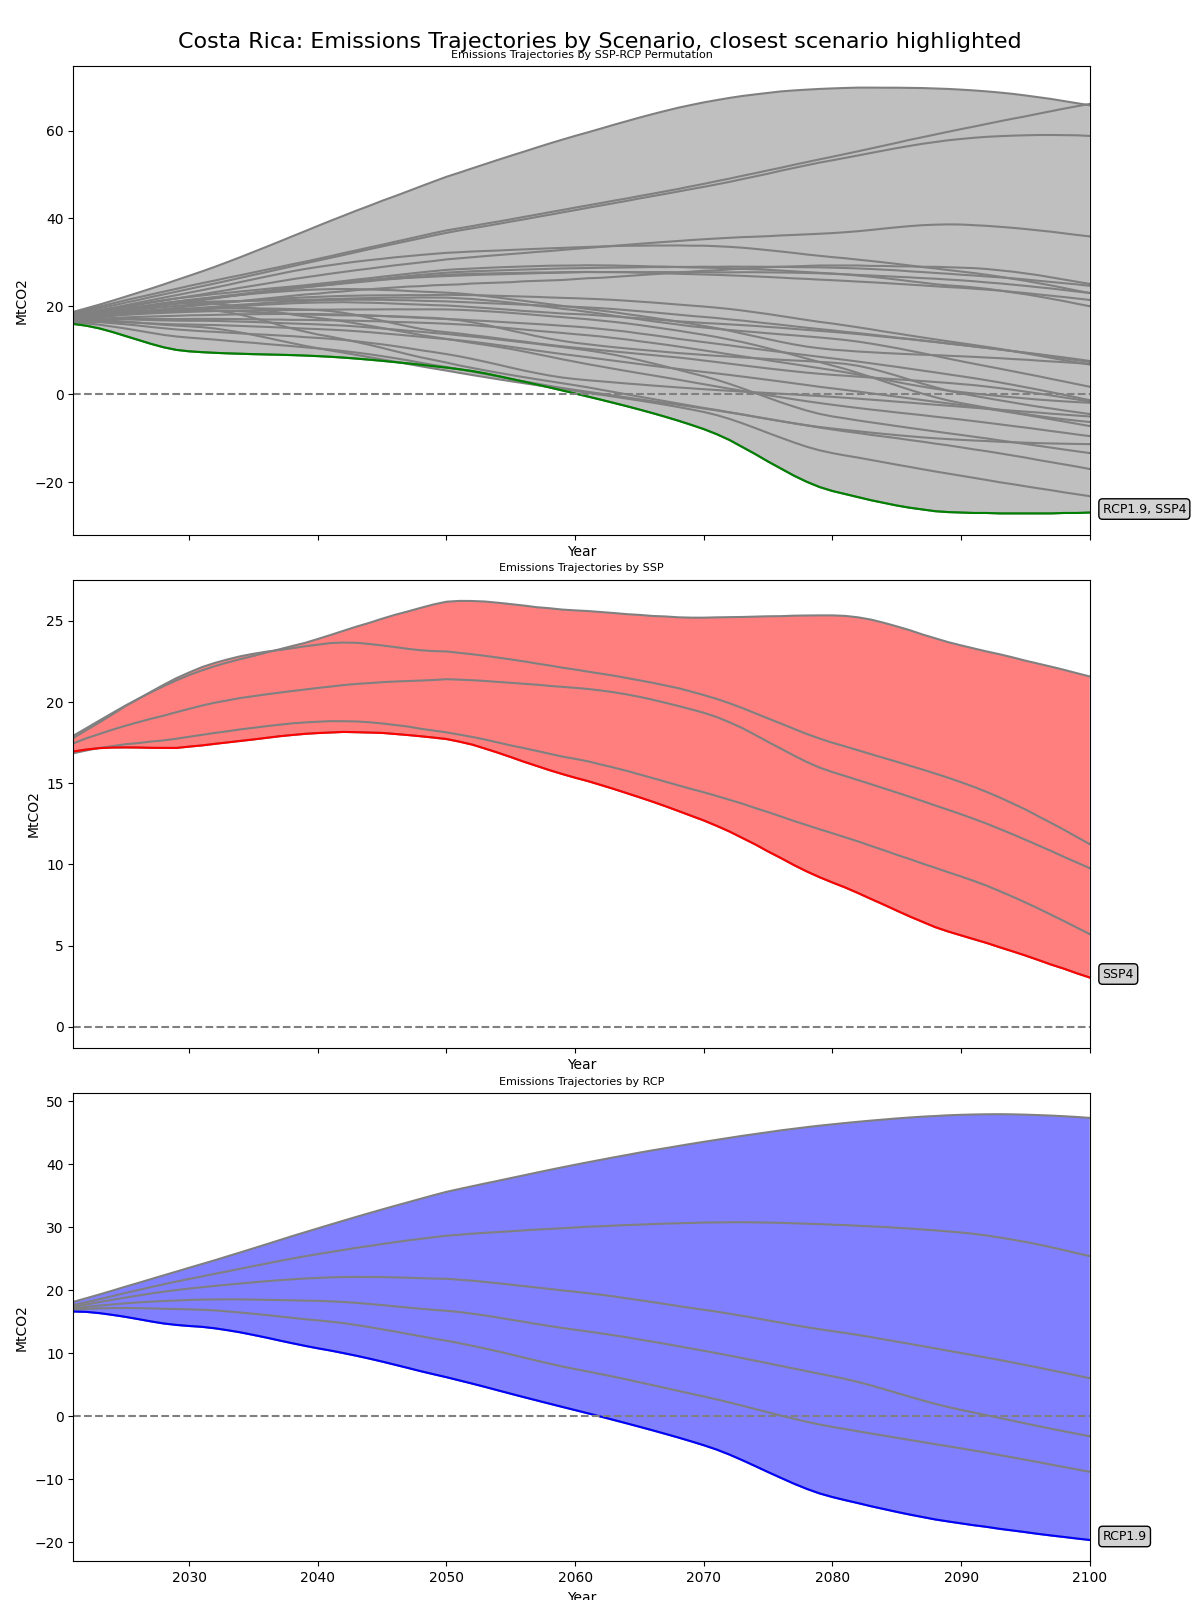 Costa Rica: Emissions Trajectories by Scenario, closest scenario highlighted
Emissions Trajectories by SSP-RCP Permutation
60
40
20
0
−20
MtCO2
RCP1.9, SSP4
Year
Emissions Trajectories by SSP
25
20
15
10
5
0
MtCO2
SSP4
Year
Emissions Trajectories by RCP
50
40
30
20
10
0
−10
−20
MtCO2
RCP1.9
2030 2040 2050 2060 2070 2080 2090 2100
Year